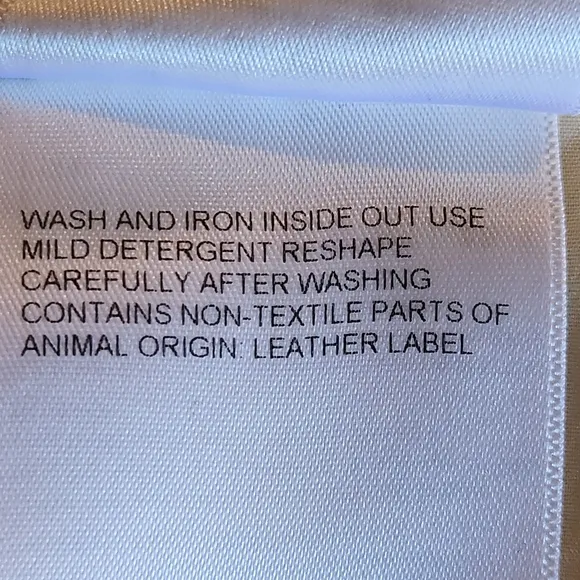 WASH AND IRON INSIDE OUT USE
MILD DETERGENT RESHAPE
CAREFULLY AFTER WASHING
CONTAINS NON-TEXTILE PARTS OF
ANIMAL ORIGIN: LEATHER LABEL